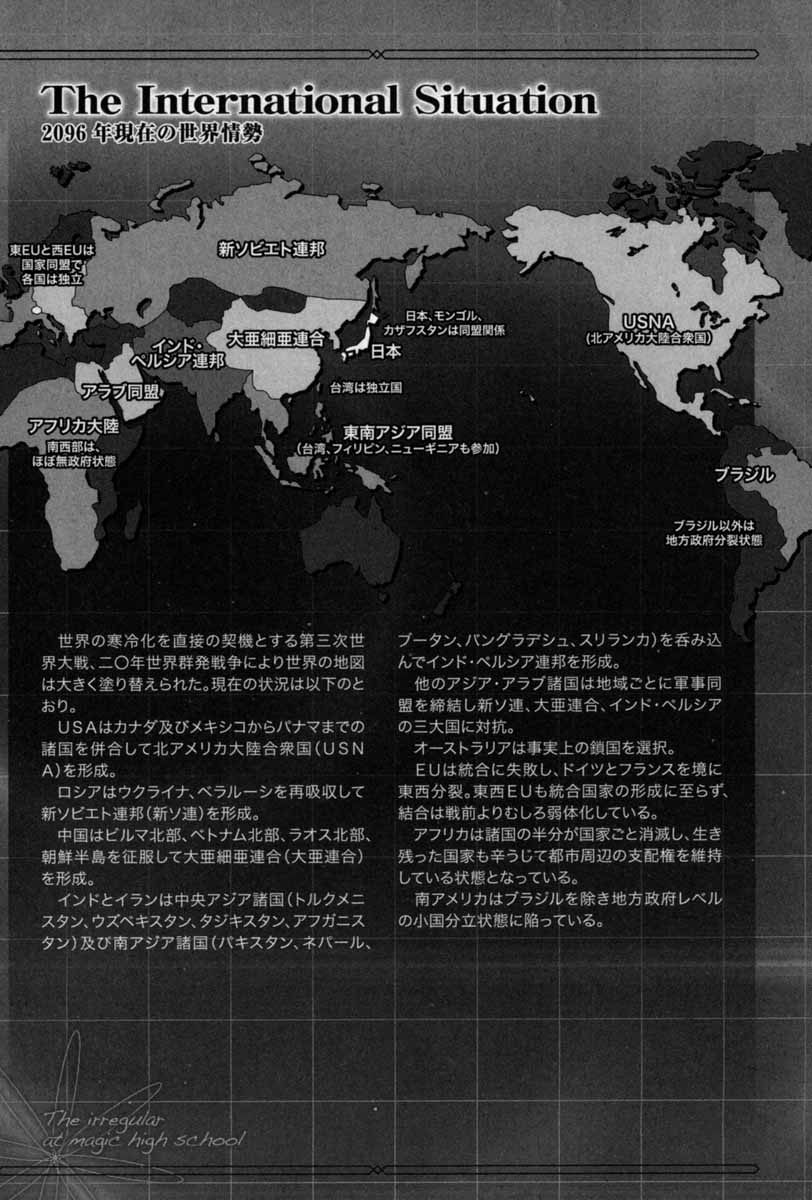 The International Situation
2096年現在の世界情勢
東EUと西EUは
国家同盟で
各国は独立
新ソビエト連邦
インド・
ペルシア連邦
大亜細亜連合
日本、モンゴル、
カザフスタンは同盟関係
日本
USNA
(北アメリカ大陸合衆国)
アラブ同盟
台湾は独立国
アフリカ大陸
南西部は、
ほぼ無政府状態
東南アジア同盟
(台湾、フィリピン、ニューギニアも参加)
ブラジル
ブラジル以外は
地方政府分裂状態
世界の寒冷化を直接の契機とする第三次世
界大戦、二〇年世界群発戦争により世界の地図
は大きく塗り替えられた。現在の状況は以下のと
おり。
USAはカナダ及びメキシコからパナマまでの
諸国を併合して北アメリカ大陸合衆国(USN
A)を形成。
ロシアはウクライナ、ベラルーシを再吸収して
新ソビエト連邦(新ソ連)を形成。
中国はビルマ北部、ベトナム北部、ラオス北部、
朝鮮半島を征服して大亜細亜連合(大亜連合)
を形成。
インドとイランは中央アジア諸国(トルクメニ
スタン、ウズベキスタン、タジキスタン、アフガニス
タン)及び南アジア諸国(パキスタン、ネパール、
ブータン、バングラデシュ、スリランカ)を呑み込
んでインド・ペルシア連邦を形成。
他のアジア・アラブ諸国は地域ごとに軍事同
盟を締結し新ソ連、大亜連合、インド・ペルシア
の三大国に対抗。
オーストラリアは事実上の鎖国を選択。
EUは統合に失敗し、ドイツとフランスを境に
東西分裂。東西EUも統合国家の形成に至らず、
結合は戦前よりむしろ弱体化している。
アフリカは諸国の半分が国家ごと消滅し、生き
残った国家も辛うじて都市周辺の支配権を維持
している状態となっている。
南アメリカはブラジルを除き地方政府レベル
の小国分立状態に陥っている。
The irregular
at magic high school